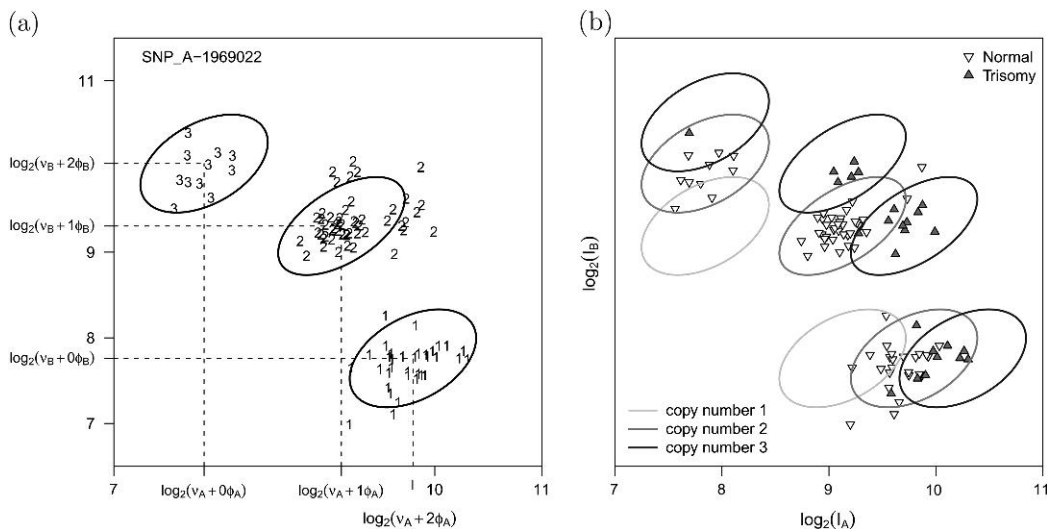 (a)
SNP_A−1969022
11
log₂(νB+2ϕB)
log₂(νB+1ϕB)
9
8
log₂(νB+0ϕB)
7
7 log₂(νA+0ϕA) log₂(νA+1ϕA) 10 11
log₂(νA+2ϕA)
(b)
Normal
Trisomy
log₂(IB)
copy number 1
copy number 2
copy number 3
7 8 9 10 11
log₂(IA)